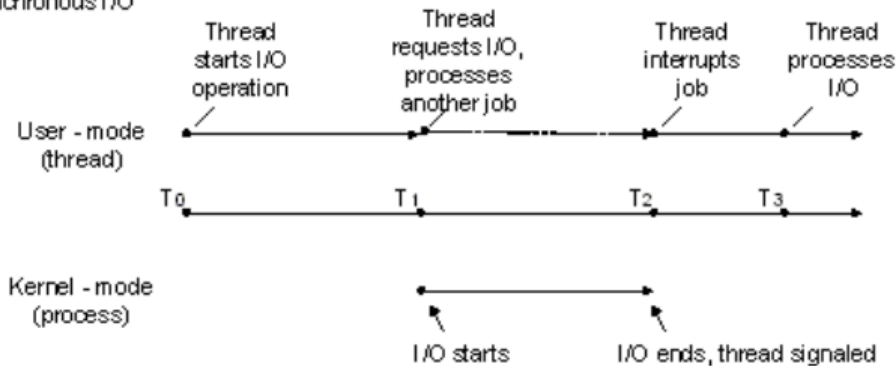 Thread
starts I/O
operation
Thread
requests I/O,
processes
another job
Thread
interrupts
job
Thread
processes
I/O
User - mode
(thread)
T0
T1
T2
T3
Kernel - mode
(process)
I/O starts
I/O ends, thread signaled